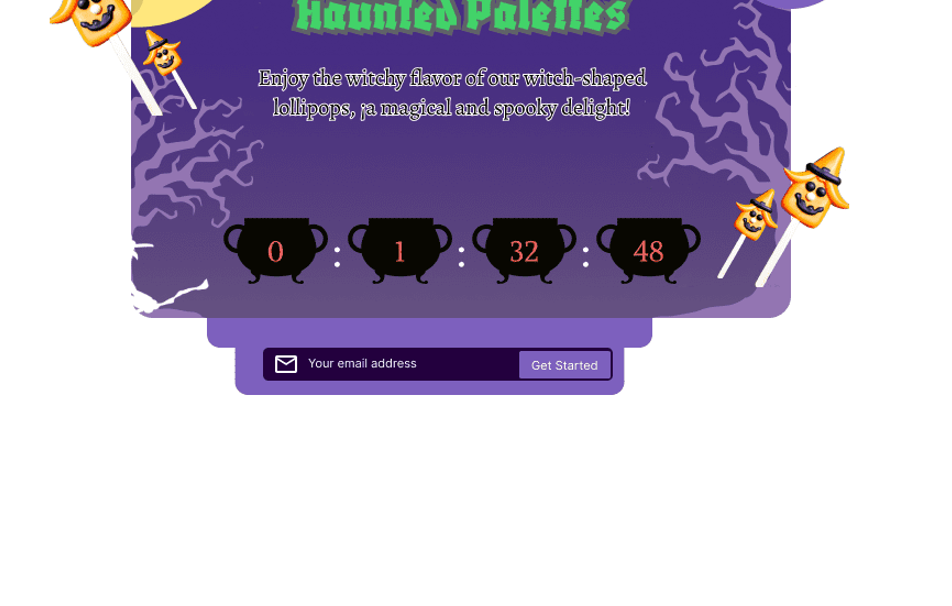 Haunted Palettes
Enjoy the witchy flavor of our witch-shaped
lollipops, ¡a magical and spooky delight!
0 : 1 : 32 : 48
Your email address
Get Started